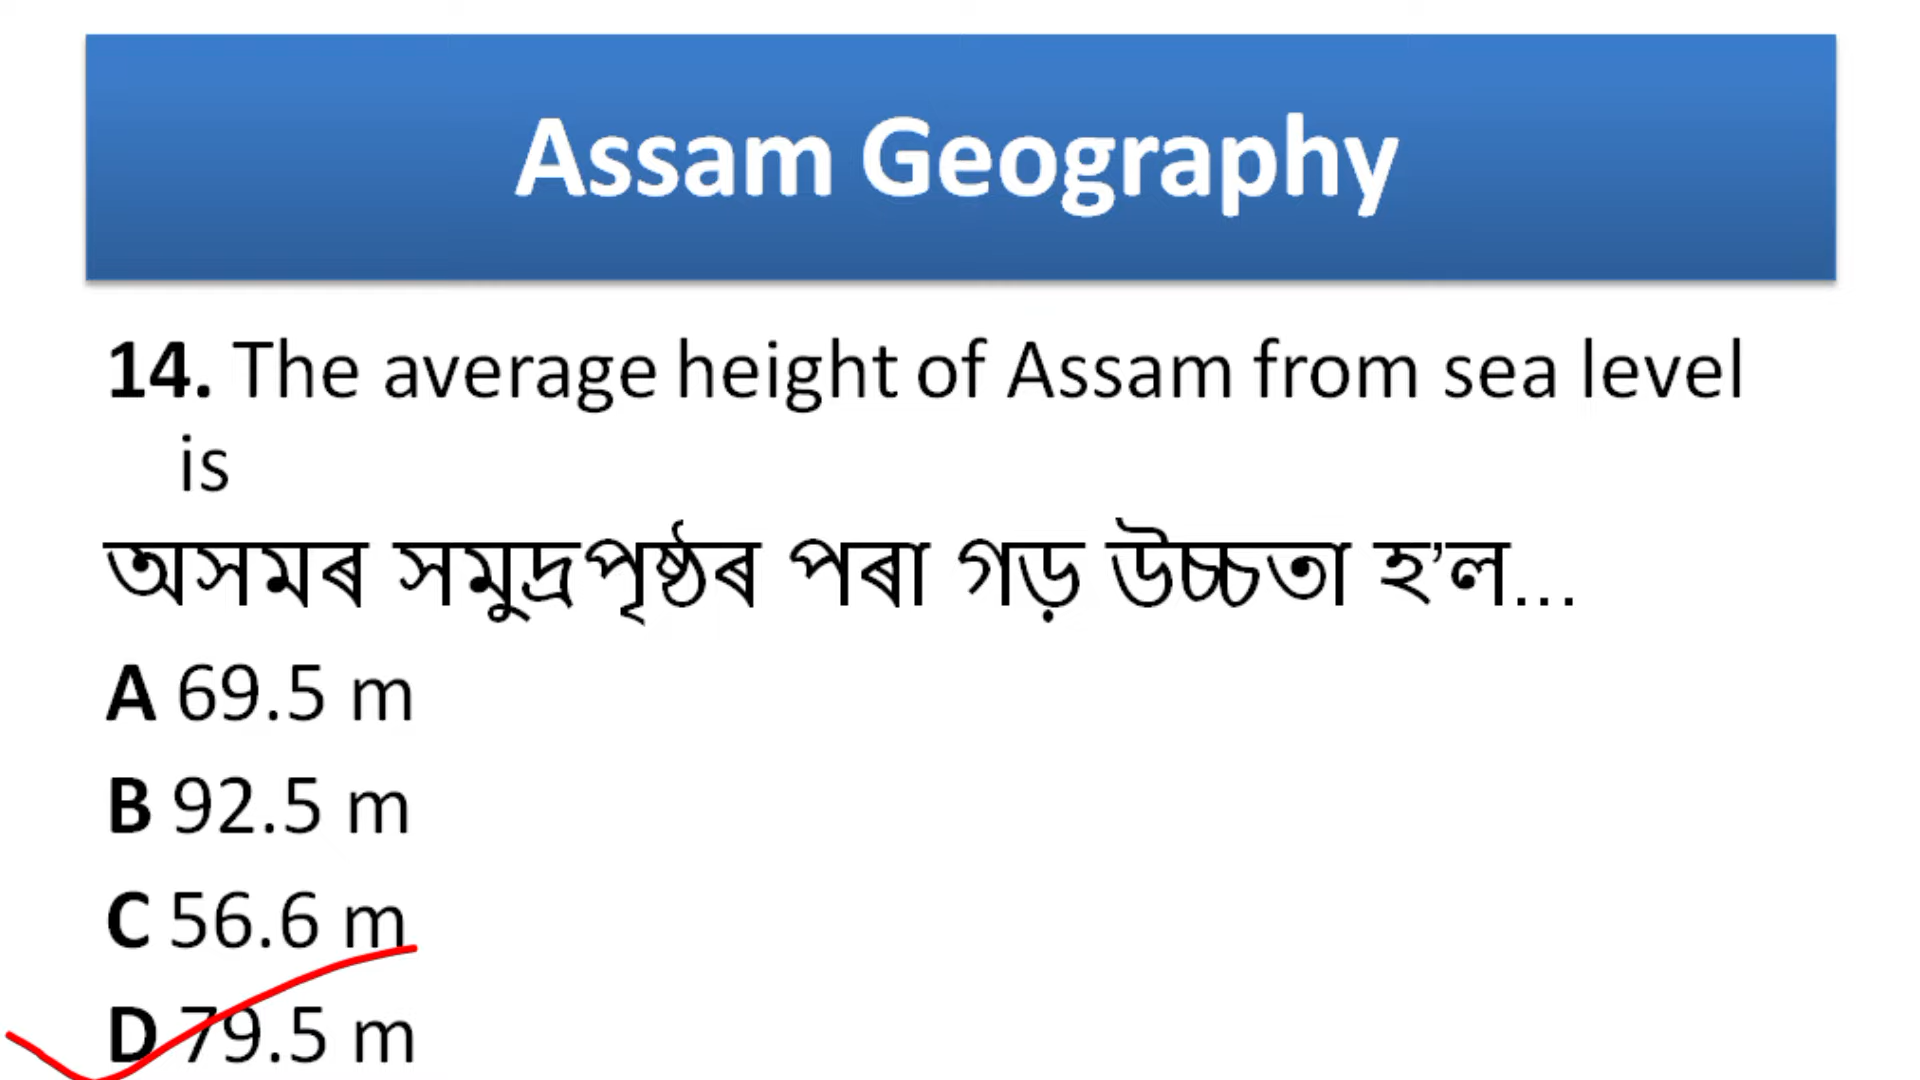 Assam Geography
14. The average height of Assam from sea level
is
অসমৰ সমুদ্ৰপৃষ্ঠৰ পৰা গড় উচ্চতা হ’ল...
A 69.5 m
B 92.5 m
C 56.6 m
D 79.5 m